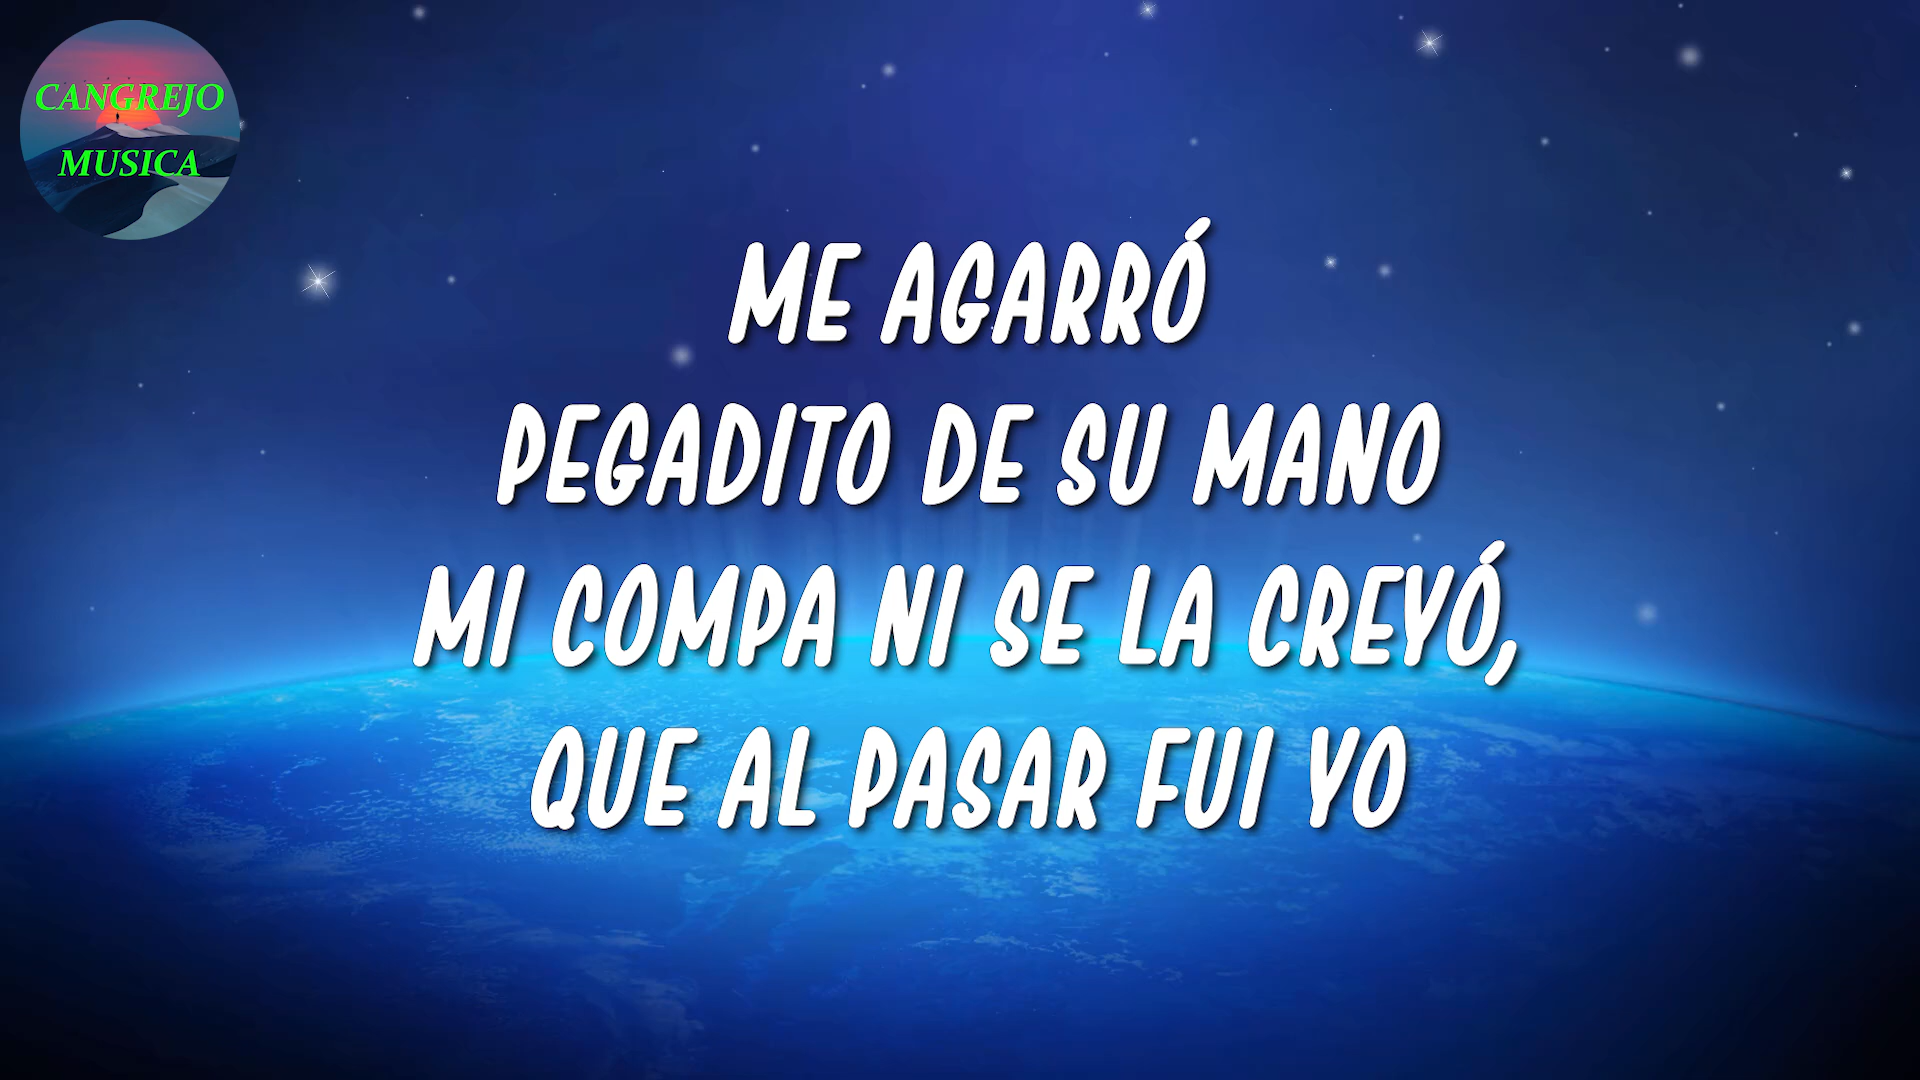 CANGREJO
MUSICA
ME AGARRÓ
PEGADITO DE SU MANO
MI COMPA NI SE LA CREYÓ,
QUE AL PASAR FUI YO